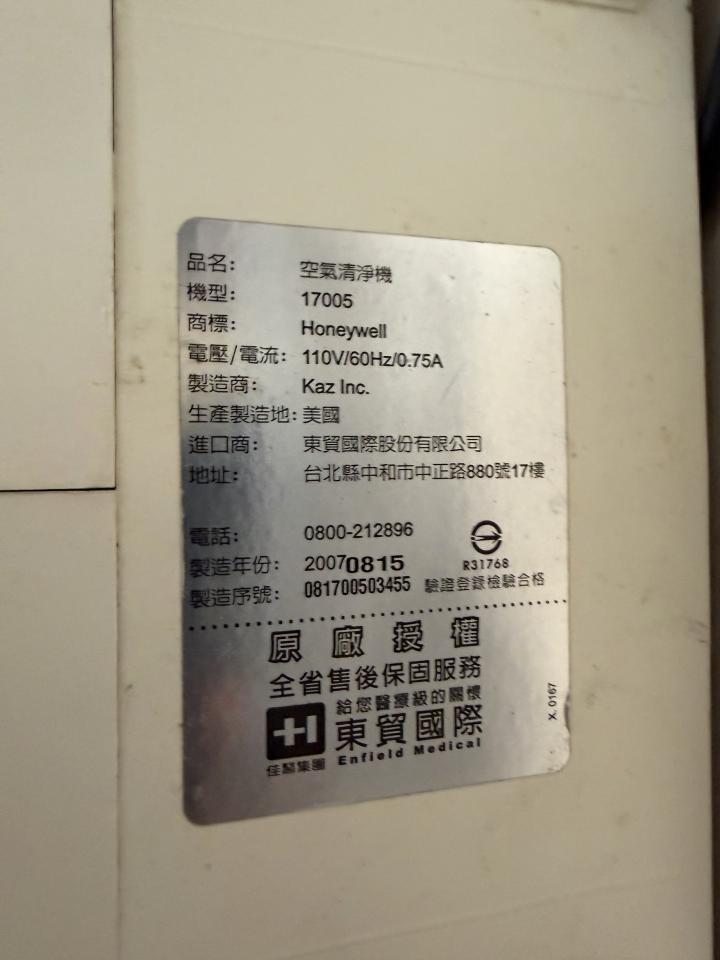 品名: 空氣清淨機
機型: 17005
商標: Honeywell
電壓/電流: 110V/60Hz/0.75A
製造商: Kaz Inc.
生產製造地: 美國
進口商: 東貿國際股份有限公司
地址: 台北縣中和市中正路880號17樓
電話: 0800-212896
製造年份: 20070815
R31768
製造序號: 081700503455 驗證登錄檢驗合格
原廠授權
全省售後保固服務
給您醫療級的關懷
東貿國際
Enfield Medical
佳醫集團
X. 0167